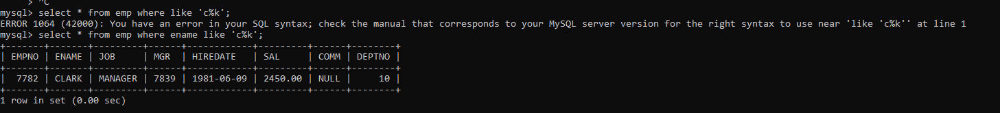 > ^C
mysql> select * from emp where like 'c%k';
ERROR 1064 (42000): You have an error in your SQL syntax; check the manual that corresponds to your MySQL server version for the right syntax to use near 'like 'c%k'' at line 1
mysql> select * from emp where ename like 'c%k';
+-------+-------+---------+------+------------+---------+------+--------+
| EMPNO | ENAME | JOB     | MGR  | HIREDATE   | SAL     | COMM | DEPTNO |
+-------+-------+---------+------+------------+---------+------+--------+
|  7782 | CLARK | MANAGER | 7839 | 1981-06-09 | 2450.00 | NULL |     10 |
+-------+-------+---------+------+------------+---------+------+--------+
1 row in set (0.00 sec)